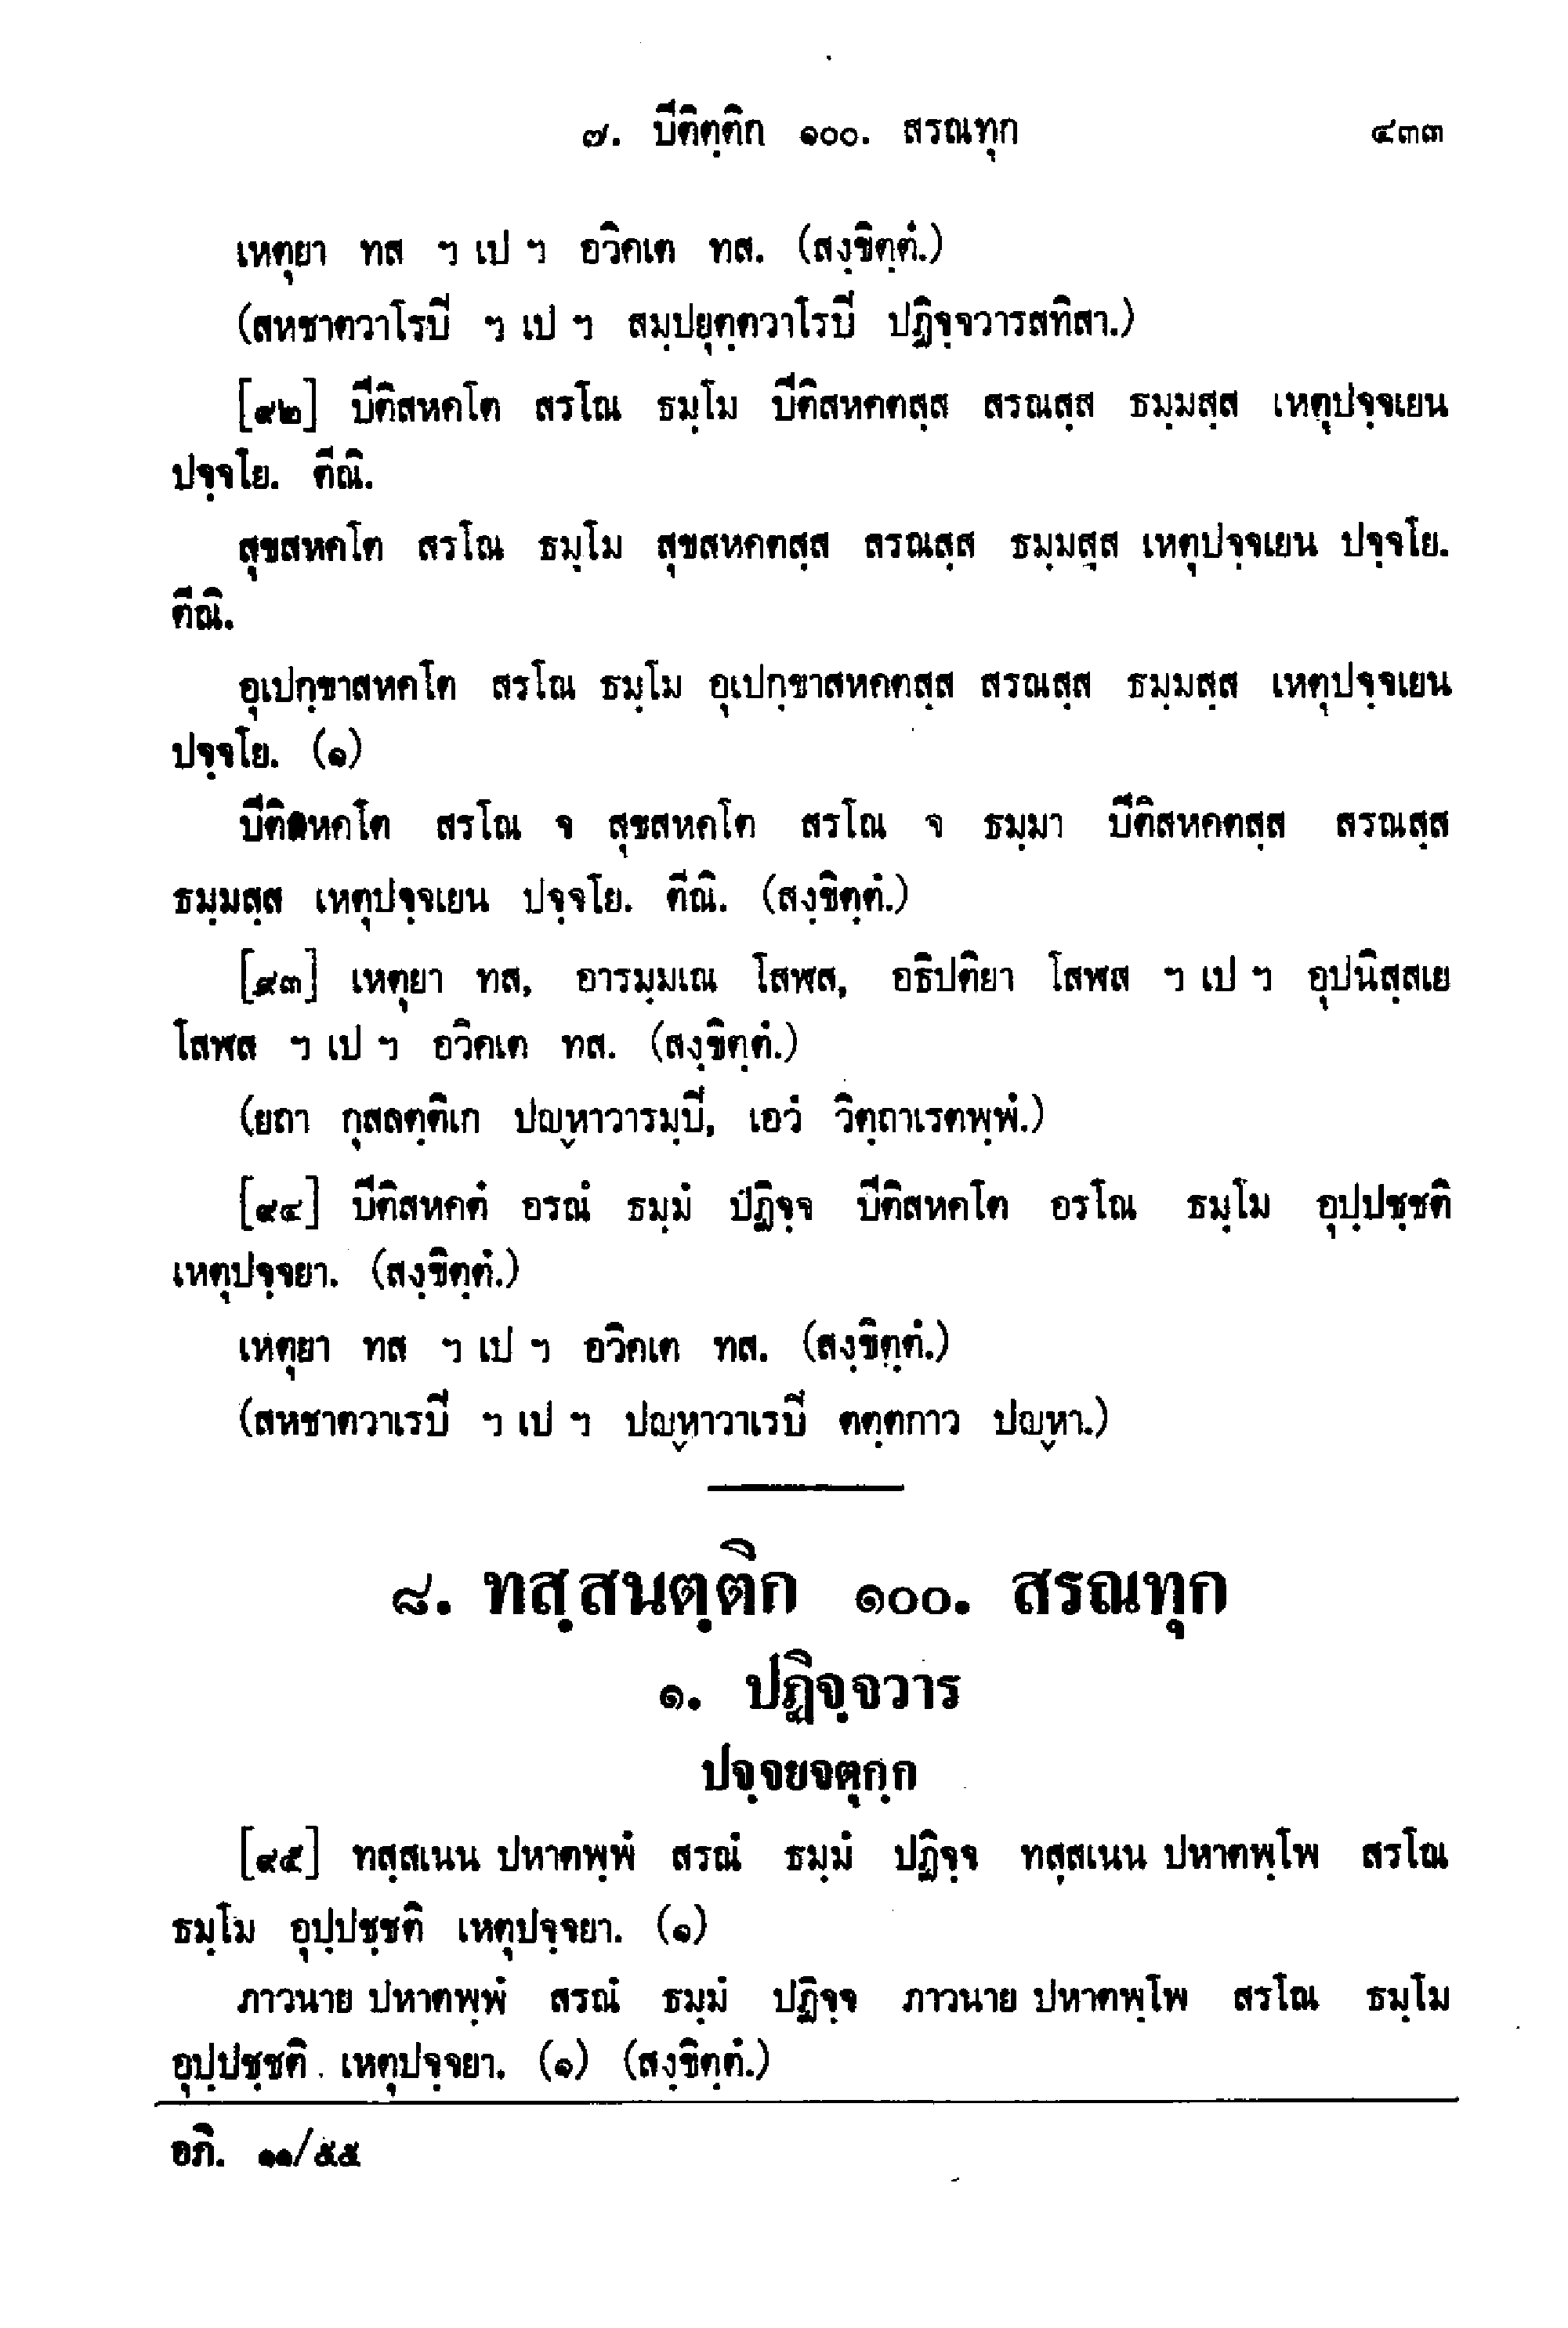 ๗. ปีติตฺติก ๑๐๐. สรณทุก ๔๓๓
เหตุยา ทส ฯ เป ฯ อวิคเต ทส. (สงฺขิตฺตํ.)
(สหชาตวาโรปี ฯ เป ฯ สมฺปยุตฺตวาโรปี ปฏิจฺจวารสทิสา.)
[๙๒] ปีติสหคโต สรโณ ธมฺโม ปีติสหคตสฺส สรณสฺส ธมฺมสฺส เหตุปจฺจเยน
ปจฺจโย. ตีณิ.
สุขสหคโต สรโณ ธมฺโม สุขสหคตสฺส สรณสฺส ธมฺมสฺส เหตุปจฺจเยน ปจฺจโย.
ตีณิ.
อุเปกฺขาสหคโต สรโณ ธมฺโม อุเปกฺขาสหคตสฺส สรณสฺส ธมฺมสฺส เหตุปจฺจเยน
ปจฺจโย. (๑)
ปีติสหคโต สรโณ จ สุขสหคโต สรโณ จ ธมฺมา ปีติสหคตสฺส สรณสฺส
ธมฺมสฺส เหตุปจฺจเยน ปจฺจโย. ตีณิ. (สงฺขิตฺตํ.)
[๙๓] เหตุยา ทส, อารมฺมเณ โสฬส, อธิปติยา โสฬส ฯ เป ฯ อุปนิสฺสเย
โสฬส ฯ เป ฯ อวิคเต ทส. (สงฺขิตฺตํ.)
(ยถา กุสลตฺติเก ปญฺหาวารมฺปี, เอวํ วิตฺถาเรตพฺพํ.)
[๙๔] ปีติสหคตํ อรณํ ธมฺมํ ปฏิจฺจ ปีติสหคโต อรโณ ธมฺโม อุปฺปชฺชติ
เหตุปจฺจยา. (สงฺขิตฺตํ.)
เหตุยา ทส ฯ เป ฯ อวิคเต ทส. (สงฺขิตฺตํ.)
(สหชาตวาเรปี ฯ เป ฯ ปญฺหาวาเรปี ตตฺตกาว ปญฺหา.)
๘. ทสฺสนตฺติก ๑๐๐. สรณทุก
๑. ปฏิจฺจวาร
ปจฺจยจตุกฺก
[๙๕] ทสฺสเนน ปหาตพฺพํ สรณํ ธมฺมํ ปฏิจฺจ ทสฺสเนน ปหาตพฺโพ สรโณ
ธมฺโม อุปฺปชฺชติ เหตุปจฺจยา. (๑)
ภาวนาย ปหาตพฺพํ สรณํ ธมฺมํ ปฏิจฺจ ภาวนาย ปหาตพฺโพ สรโณ ธมฺโม
อุปฺปชฺชติ เหตุปจฺจยา. (๑) (สงฺขิตฺตํ.)
อภิ. ๑๑/๕๕